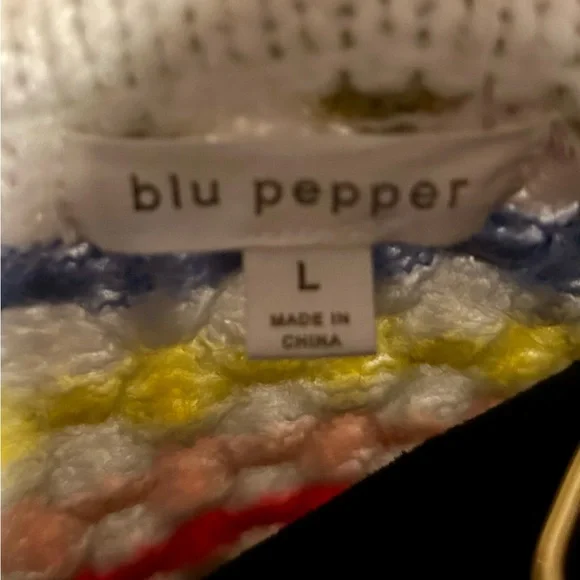 blu pepper
L
MADE IN
CHINA